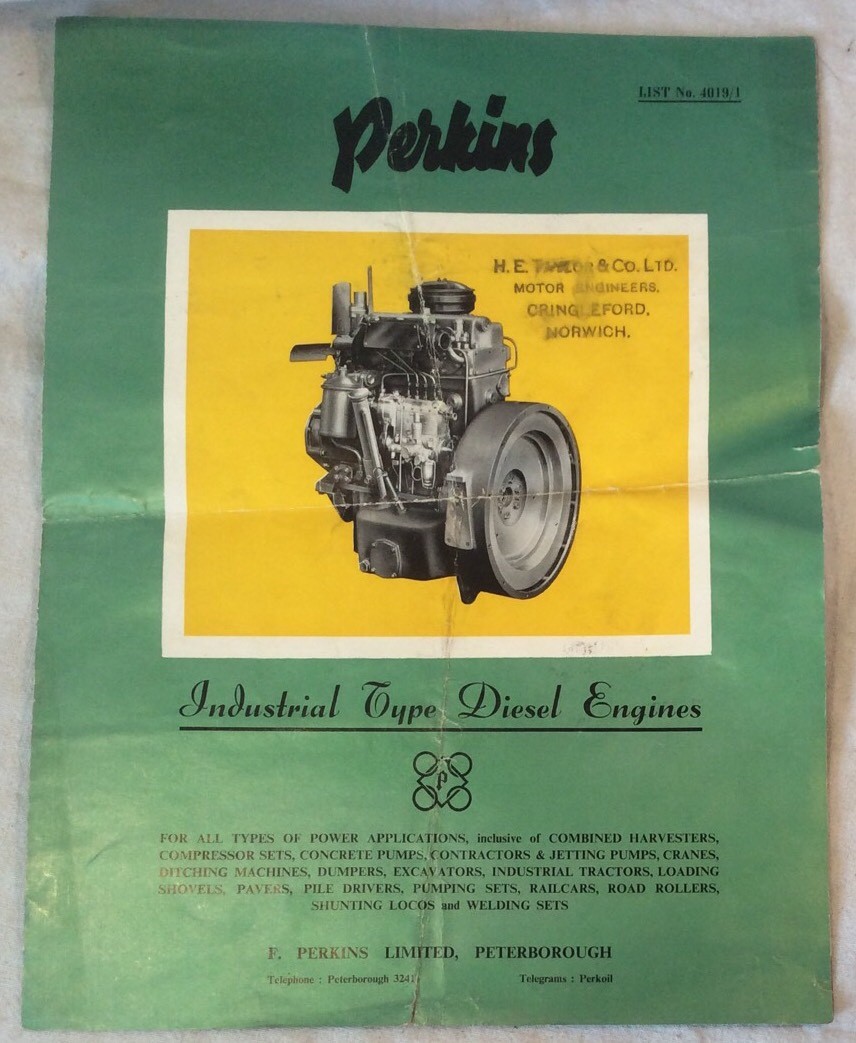 LIST No. 4019/1
Perkins
H. E. TAYLOR & CO. LTD.
MOTOR ENGINEERS,
CRINGLEFORD,
NORWICH.
Industrial Type Diesel Engines
P
FOR ALL TYPES OF POWER APPLICATIONS, inclusive of COMBINED HARVESTERS,
COMPRESSOR SETS, CONCRETE PUMPS, CONTRACTORS & JETTING PUMPS, CRANES,
DITCHING MACHINES, DUMPERS, EXCAVATORS, INDUSTRIAL TRACTORS, LOADING
SHOVELS, PAVERS, PILE DRIVERS, PUMPING SETS, RAILCARS, ROAD ROLLERS,
SHUNTING LOCOS and WELDING SETS
F. PERKINS LIMITED, PETERBOROUGH
Telephone : Peterborough
Telegrams : Perkoil